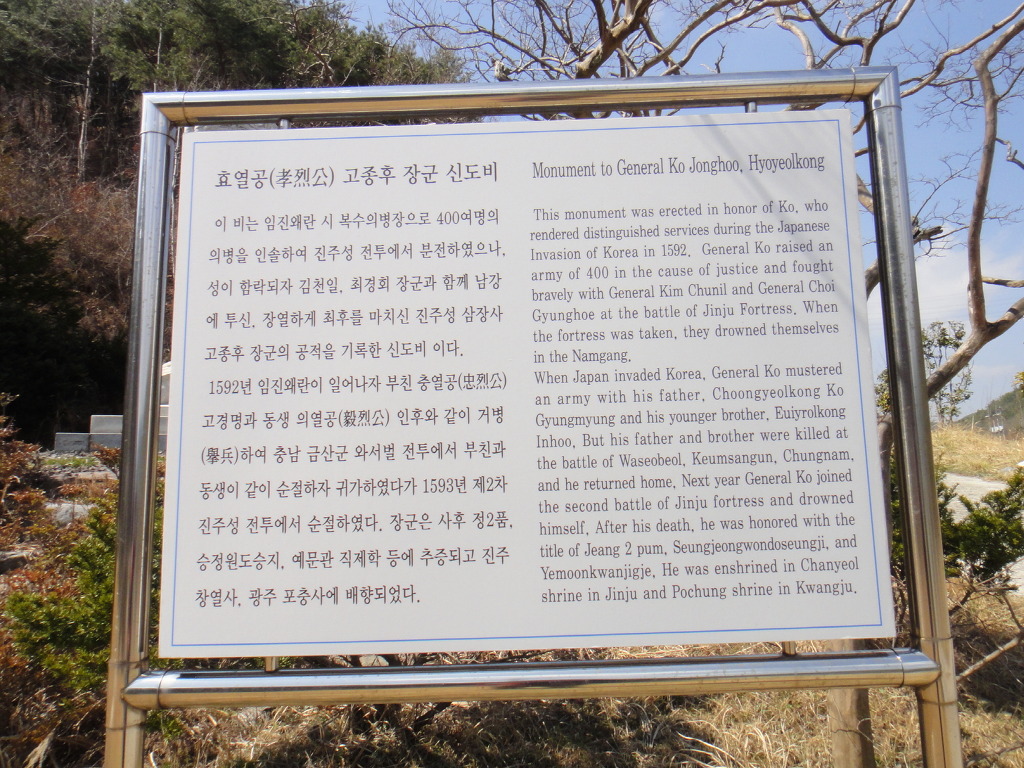 효열공(孝烈公) 고종후 장군 신도비
이 비는 임진왜란 시 복수의병장으로 400여명의
의병을 인솔하여 진주성 전투에서 분전하였으나,
성이 함락되자 김천일, 최경회 장군과 함께 남강
에 투신, 장열하게 최후를 마치신 진주성 삼장사
고종후 장군의 공적을 기록한 신도비 이다.
1592년 임진왜란이 일어나자 부친 충열공(忠烈公)
고경명과 동생 의열공(毅烈公) 인후와 같이 거병
(擧兵)하여 충남 금산군 와서벌 전투에서 부친과
동생이 같이 순절하자 귀가하였다가 1593년 제2차
진주성 전투에서 순절하였다. 장군은 사후 정2품,
승정원도승지, 예문관 직제학 등에 추증되고 진주
창열사, 광주 포충사에 배향되었다.
Monument to General Ko Jonghoo, Hyoyeolkong
This monument was erected in honor of Ko, who
rendered distinguished services during the Japanese
Invasion of Korea in 1592. General Ko raised an
army of 400 in the cause of justice and fought
bravely with General Kim Chunil and General Choi
Gyunghoe at the battle of Jinju Fortress. When
the fortress was taken, they drowned themselves
in the Namgang.
When Japan invaded Korea, General Ko mustered
an army with his father, Choongyeolkong Ko
Gyungmyung and his younger brother, Euiyrolkong
Inhoo, But his father and brother were killed at
the battle of Waseobeol, Keumsangun, Chungnam,
and he returned home, Next year General Ko joined
the second battle of Jinju fortress and drowned
himself, After his death, he was honored with the
title of Jeang 2 pum, Seungjeongwondoseungji, and
Yemoonkwanjigje, He was enshrined in Chanyeol
shrine in Jinju and Pochung shrine in Kwangju.